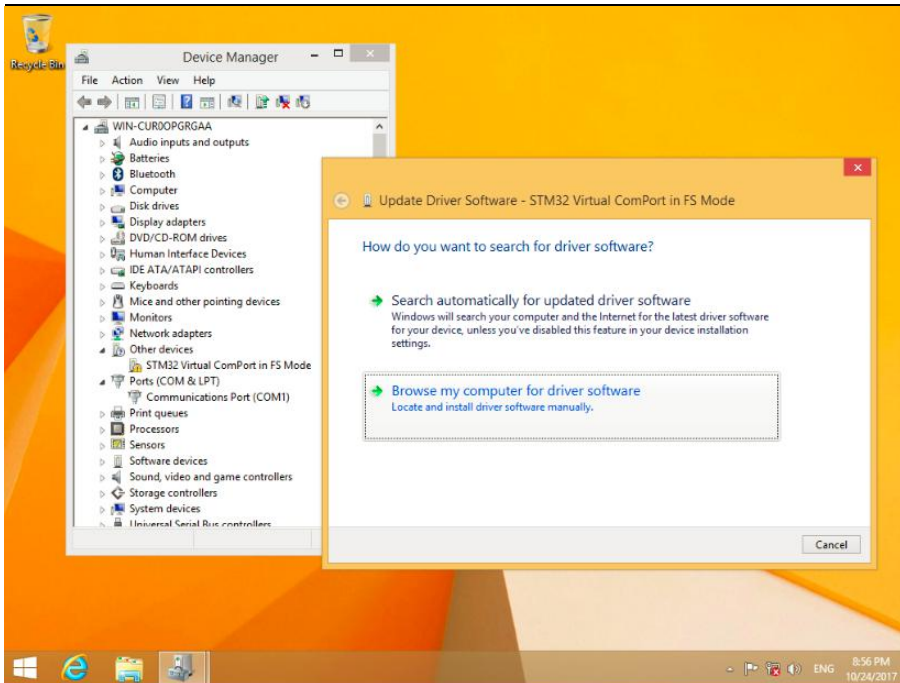 Recycle Bin
Device Manager
File Action View Help
WIN-CUR0OPGRGAA
Audio inputs and outputs
Batteries
Bluetooth
Computer
Disk drives
Display adapters
DVD/CD-ROM drives
Human Interface Devices
IDE ATA/ATAPI controllers
Keyboards
Mice and other pointing devices
Monitors
Network adapters
Other devices
STM32 Virtual ComPort in FS Mode
Ports (COM & LPT)
Communications Port (COM1)
Print queues
Processors
Sensors
Software devices
Sound, video and game controllers
Storage controllers
System devices
Universal Serial Bus controllers
Update Driver Software - STM32 Virtual ComPort in FS Mode
How do you want to search for driver software?
Search automatically for updated driver software
Windows will search your computer and the Internet for the latest driver software
for your device, unless you've disabled this feature in your device installation
settings.
Browse my computer for driver software
Locate and install driver software manually.
Cancel
ENG
8:56 PM
10/24/2017